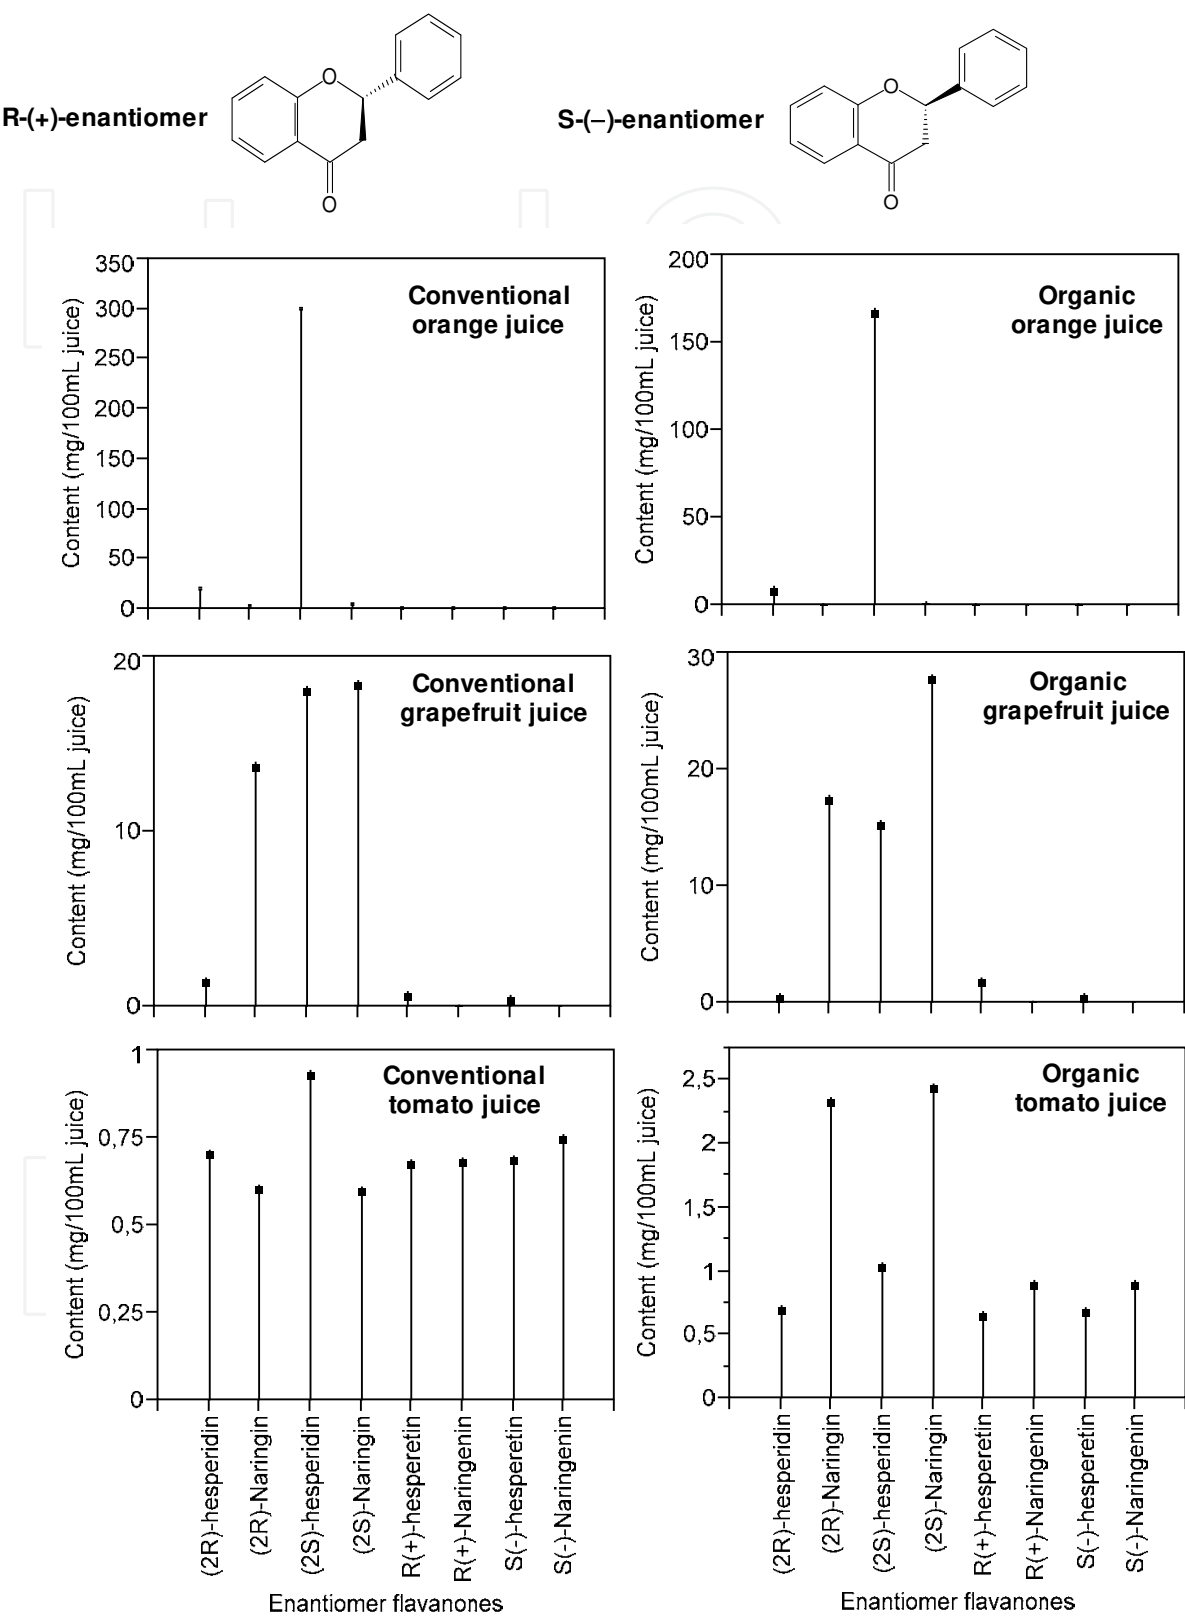 R-(+)-enantiomer
O
O
S-(−)-enantiomer
O
O
Conventional
orange juice
Content (mg/100mL juice)
350
300
250
200
150
100
50
0
Organic
orange juice
Content (mg/100mL juice)
200
150
100
50
0
Conventional
grapefruit juice
Content (mg/100mL juice)
20
10
0
Organic
grapefruit juice
Content (mg/100mL juice)
30
20
10
0
Conventional
tomato juice
Content (mg/100mL juice)
1
0,75
0,5
0,25
0
(2R)-hesperidin
(2R)-Naringin
(2S)-hesperidin
(2S)-Naringin
R(+)-hesperetin
R(+)-Naringenin
S(-)-hesperetin
S(-)-Naringenin
Enantiomer flavanones
Organic
tomato juice
Content (mg/100mL juice)
2,5
2
1,5
1
0,5
0
(2R)-hesperidin
(2R)-Naringin
(2S)-hesperidin
(2S)-Naringin
R(+)-hesperetin
R(+)-Naringenin
S(-)-hesperetin
S(-)-Naringenin
Enantiomer flavanones